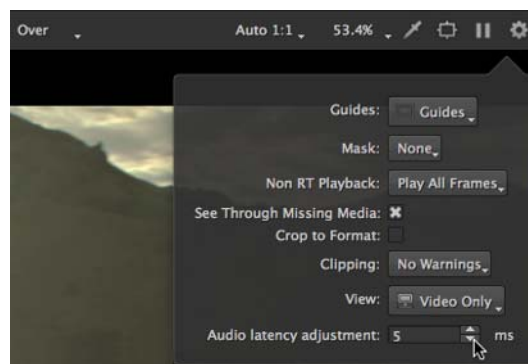 Over Auto 1:1 53.4%
Guides: Guides
Mask: None
Non RT Playback: Play All Frames
See Through Missing Media:
Crop to Format:
Clipping: No Warnings
View: Video Only
Audio latency adjustment: 5 ms